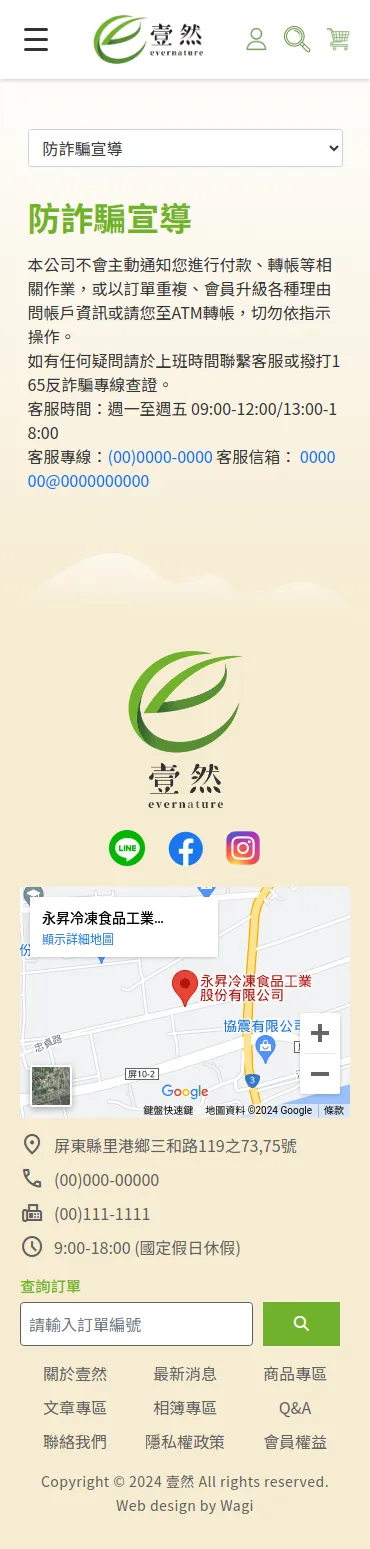 壹然
evernature
防詐騙宣導
防詐騙宣導
本公司不會主動通知您進行付款、轉帳等相
關作業，或以訂單重複、會員升級各種理由
問帳戶資訊或請您至ATM轉帳，切勿依指示
操作。
如有任何疑問請於上班時間聯繫客服或撥打1
65反詐騙專線查證。
客服時間：週一至週五 09:00-12:00/13:00-1
8:00
客服專線：(00)0000-0000 客服信箱： 0000
00@0000000000
壹然
evernature
LINE
永昇冷凍食品工業...
顯示詳細地圖
永昇冷凍食品工業
股份有限公司
協震有限公司
忠貞路
屏10-2
3
Google
鍵盤快速鍵 地圖資料 ©2024 Google 條款
屏東縣里港鄉三和路119之73,75號
(00)000-00000
(00)111-1111
9:00-18:00 (國定假日休假)
查詢訂單
請輸入訂單編號
關於壹然 最新消息 商品專區
文章專區 相簿專區 Q&A
聯絡我們 隱私權政策 會員權益
Copyright © 2024 壹然 All rights reserved.
Web design by Wagi